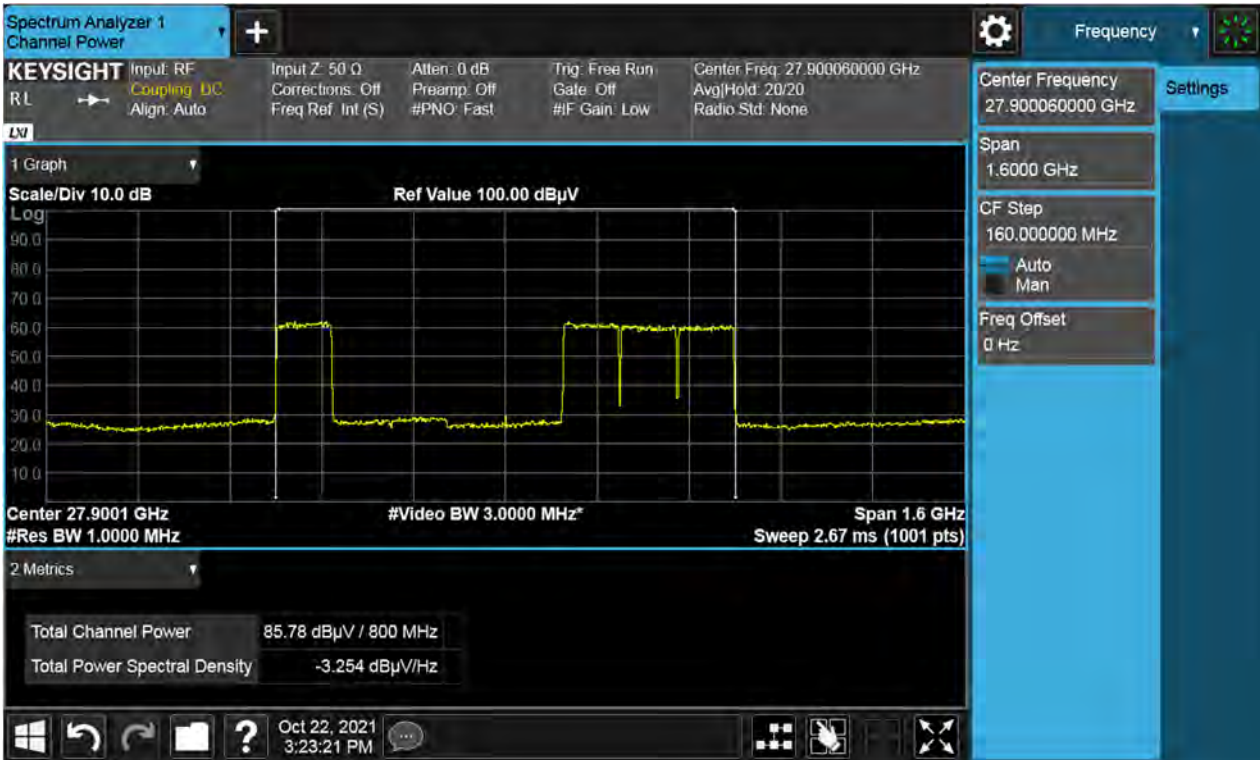 Spectrum Analyzer 1
Channel Power
+
Frequency
KEYSIGHT
RL
LXI
Input: RF
Coupling: DC
Align: Auto
Input Z: 50 Ω
Corrections: Off
Freq Ref: Int (S)
Atten: 0 dB
Preamp: Off
#PNO: Fast
Trig: Free Run
Gate: Off
#IF Gain: Low
Center Freq: 27.900060000 GHz
Avg|Hold: 20/20
Radio Std: None
Center Frequency
27.900060000 GHz
Settings
Span
1.6000 GHz
CF Step
160.000000 MHz
Auto
Man
Freq Offset
0 Hz
1 Graph
Scale/Div 10.0 dB
Ref Value 100.00 dBµV
Log
90.0
80.0
70.0
60.0
50.0
40.0
30.0
20.0
10.0
Center 27.9001 GHz
#Video BW 3.0000 MHz*
Span 1.6 GHz
#Res BW 1.0000 MHz
Sweep 2.67 ms (1001 pts)
2 Metrics
Total Channel Power
85.78 dBµV / 800 MHz
Total Power Spectral Density
-3.254 dBµV/Hz
?
Oct 22, 2021
3:23:21 PM